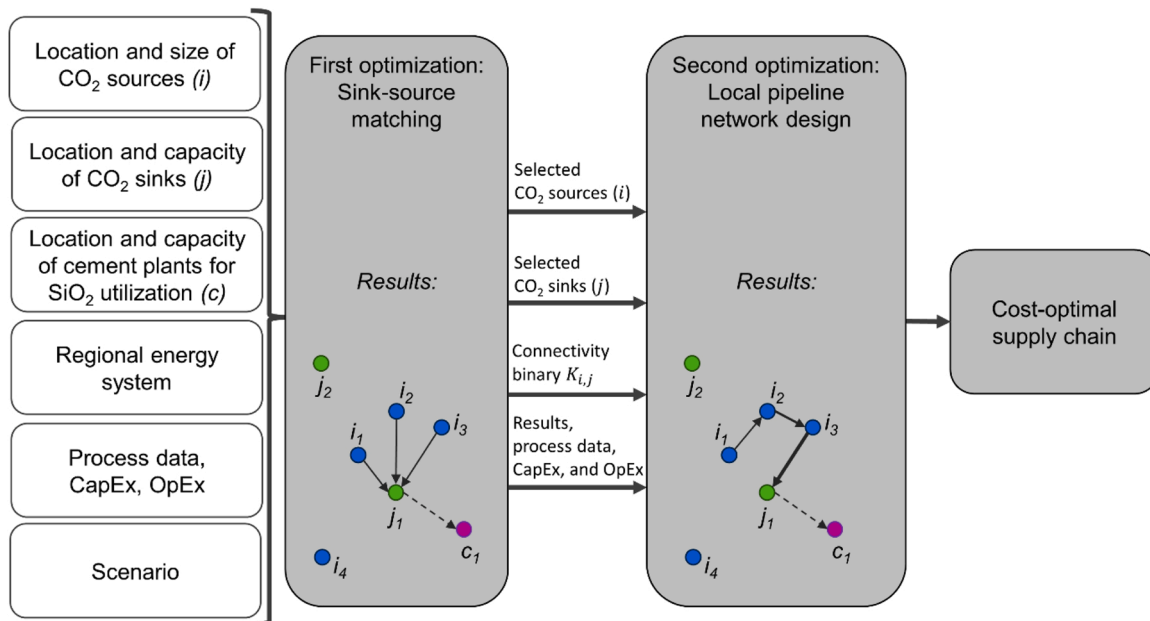 Location and size of
CO₂ sources (i)
Location and capacity
of CO₂ sinks (j)
Location and capacity
of cement plants for
SiO₂ utilization (c)
Regional energy
system
Process data,
CapEx, OpEx
Scenario
First optimization:
Sink-source
matching
Results:
j₂
i₂
i₁
i₃
j₁
c₁
i₄
Selected
CO₂ sources (i)
Selected
CO₂ sinks (j)
Connectivity
binary Kᵢ,ⱼ
Results,
process data,
CapEx, and OpEx
Second optimization:
Local pipeline
network design
Results:
j₂
i₂
i₁
i₃
j₁
c₁
i₄
Cost-optimal
supply chain